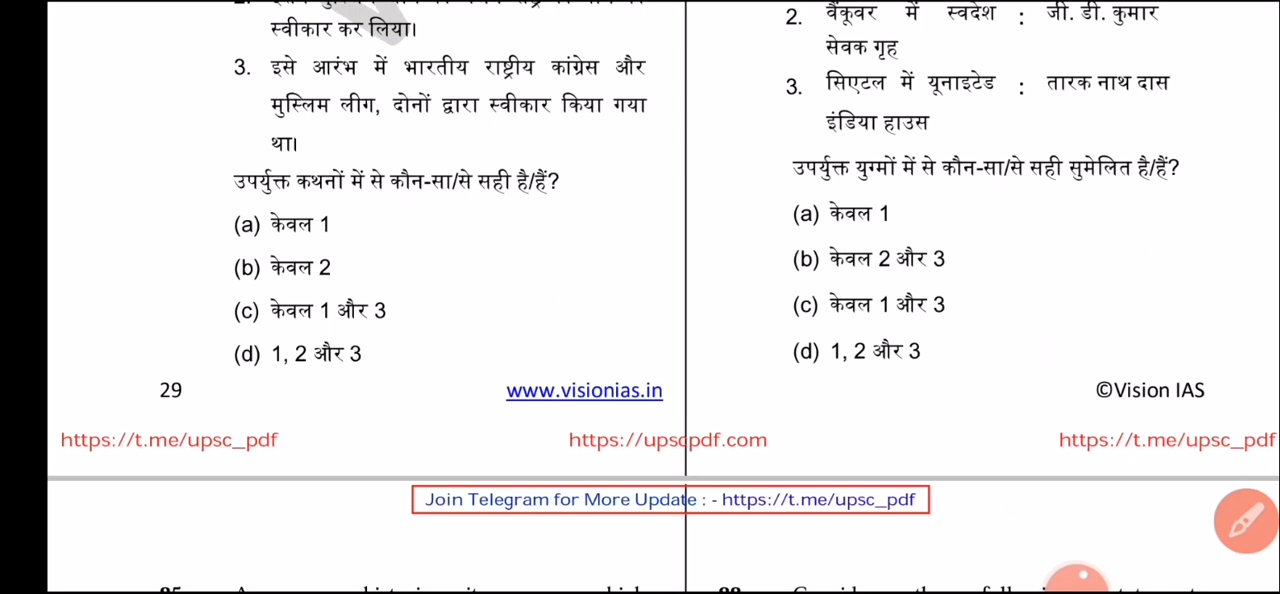 स्वीकार कर लिया।
3. इसे आरंभ में भारतीय राष्ट्रीय कांग्रेस और
मुस्लिम लीग, दोनों द्वारा स्वीकार किया गया
था।
उपर्युक्त कथनों में से कौन-सा/से सही है/हैं?
(a) केवल 1
(b) केवल 2
(c) केवल 1 और 3
(d) 1, 2 और 3
2. वैंकूवर में स्वदेश : जी. डी. कुमार
सेवक गृह
3. सिएटल में यूनाइटेड : तारक नाथ दास
इंडिया हाउस
उपर्युक्त युग्मों में से कौन-सा/से सही सुमेलित है/हैं?
(a) केवल 1
(b) केवल 2 और 3
(c) केवल 1 और 3
(d) 1, 2 और 3
29 www.visionias.in ©Vision IAS
https://t.me/upsc_pdf https://upscpdf.com https://t.me/upsc_pdf
Join Telegram for More Update : - https://t.me/upsc_pdf